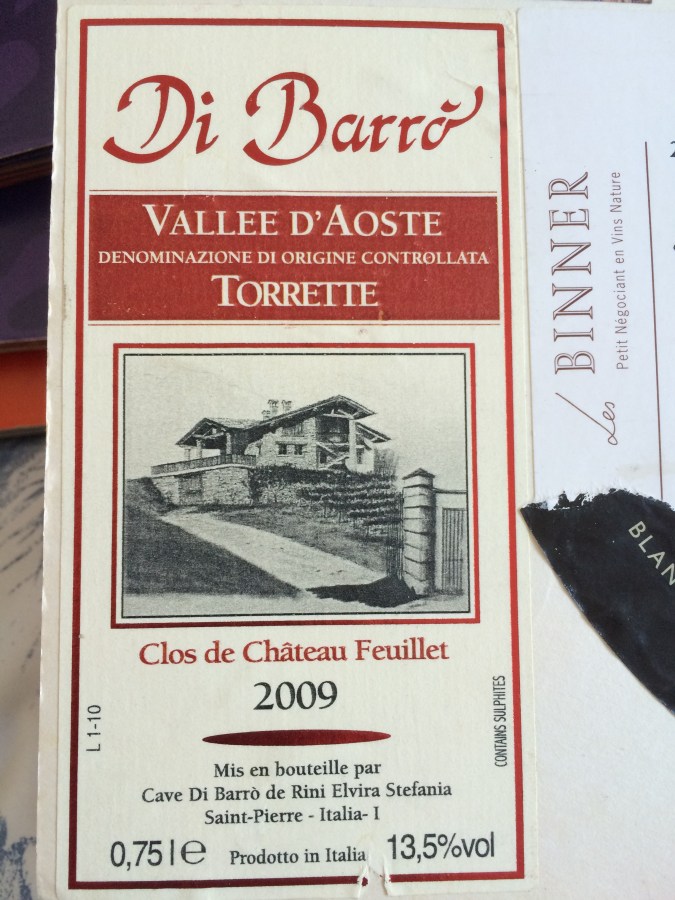 Di Barrò
VALLEE D'AOSTE
DENOMINAZIONE DI ORIGINE CONTROLLATA
TORRETTE
Clos de Château Feuillet
2009
L 1-10
CONTAINS SULPHITES
Mis en bouteille par
Cave Di Barrò de Rini Elvira Stefania
Saint-Pierre - Italia- I
0,75 l e Prodotto in Italia 13,5%vol
Les BINNER
Petit Négociant en Vins Nature